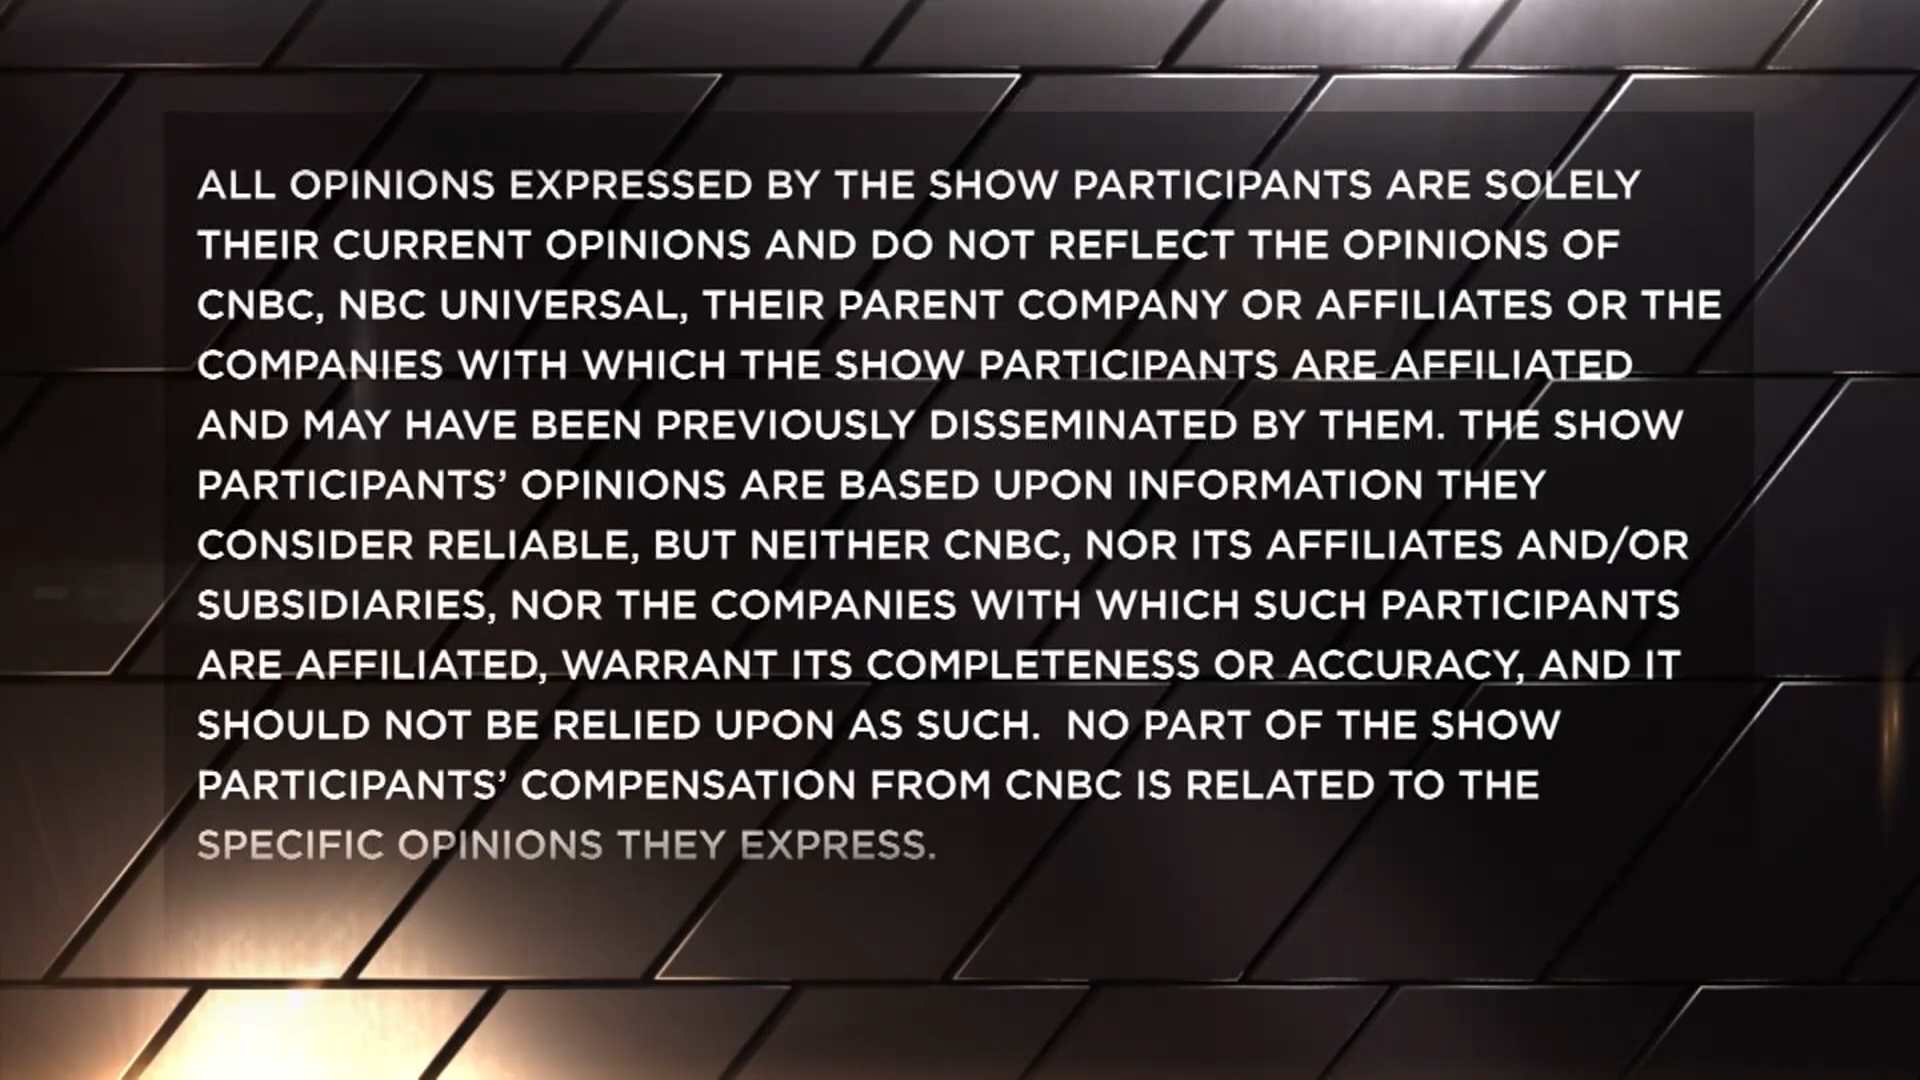 ALL OPINIONS EXPRESSED BY THE SHOW PARTICIPANTS ARE SOLELY
THEIR CURRENT OPINIONS AND DO NOT REFLECT THE OPINIONS OF
CNBC, NBC UNIVERSAL, THEIR PARENT COMPANY OR AFFILIATES OR THE
COMPANIES WITH WHICH THE SHOW PARTICIPANTS ARE AFFILIATED
AND MAY HAVE BEEN PREVIOUSLY DISSEMINATED BY THEM. THE SHOW
PARTICIPANTS’ OPINIONS ARE BASED UPON INFORMATION THEY
CONSIDER RELIABLE, BUT NEITHER CNBC, NOR ITS AFFILIATES AND/OR
SUBSIDIARIES, NOR THE COMPANIES WITH WHICH SUCH PARTICIPANTS
ARE AFFILIATED, WARRANT ITS COMPLETENESS OR ACCURACY, AND IT
SHOULD NOT BE RELIED UPON AS SUCH.  NO PART OF THE SHOW
PARTICIPANTS’ COMPENSATION FROM CNBC IS RELATED TO THE
SPECIFIC OPINIONS THEY EXPRESS.